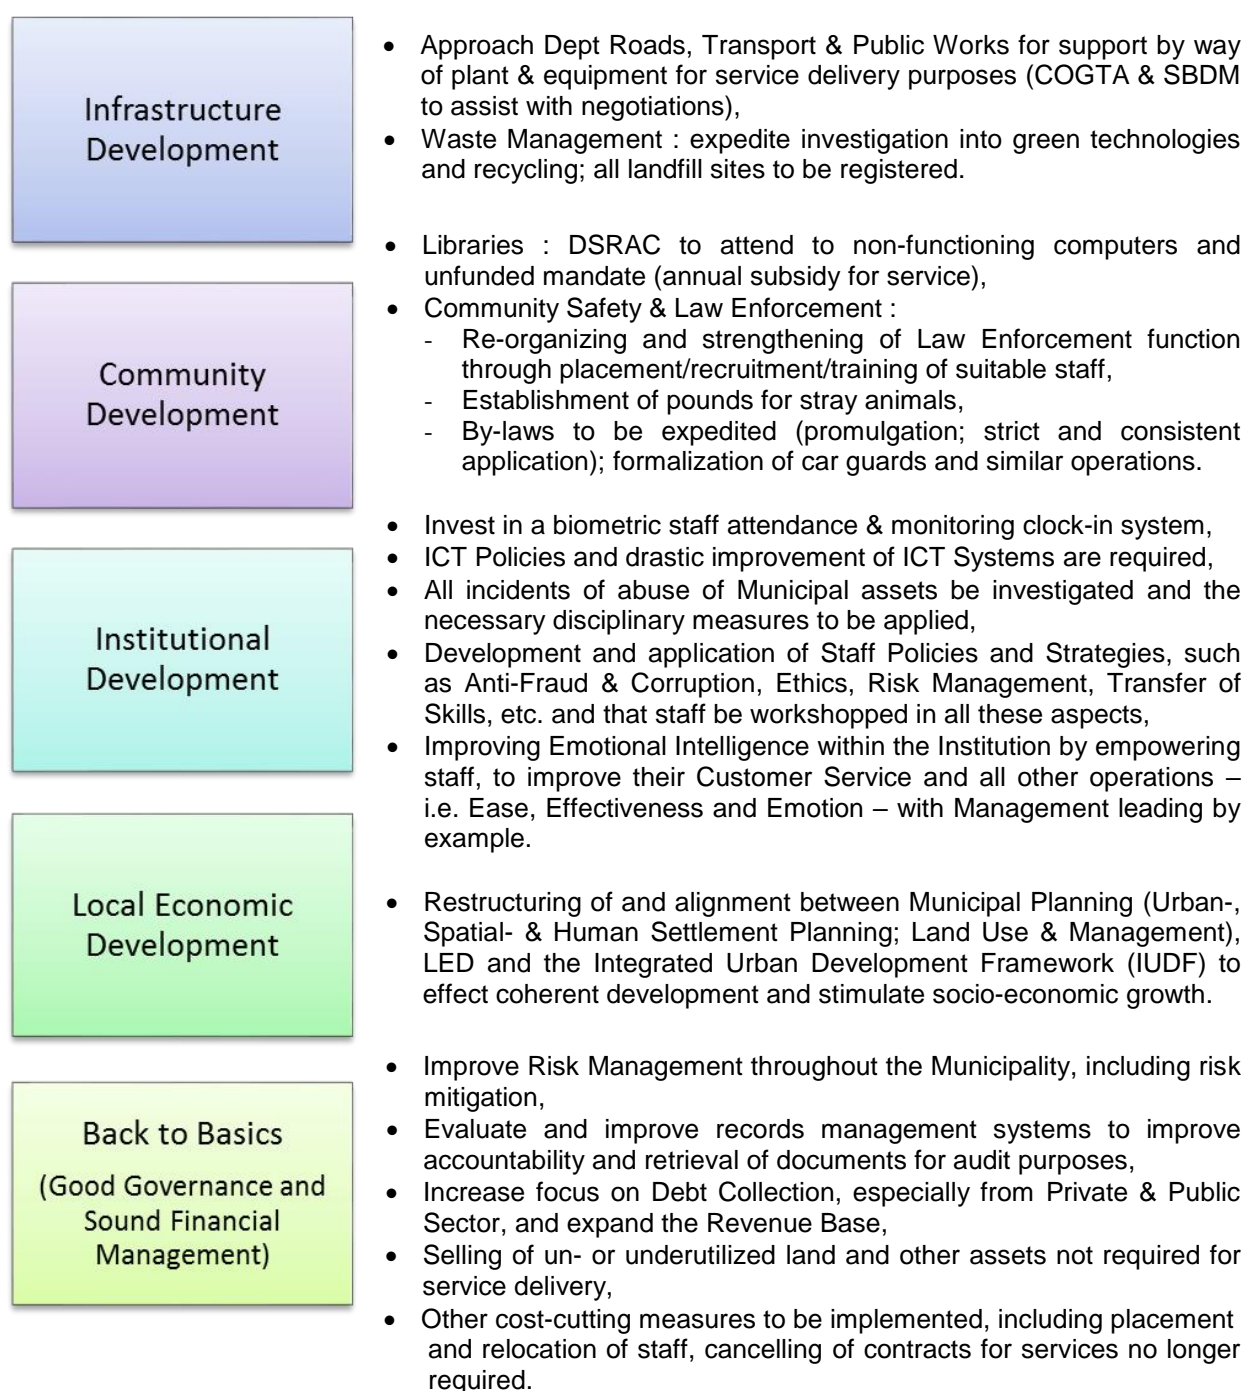 Infrastructure
Development
• Approach Dept Roads, Transport & Public Works for support by way
of plant & equipment for service delivery purposes (COGTA & SBDM
to assist with negotiations),
• Waste Management : expedite investigation into green technologies
and recycling; all landfill sites to be registered.
Community
Development
• Libraries : DSRAC to attend to non-functioning computers and
unfunded mandate (annual subsidy for service),
• Community Safety & Law Enforcement :
- Re-organizing and strengthening of Law Enforcement function
through placement/recruitment/training of suitable staff,
- Establishment of pounds for stray animals,
- By-laws to be expedited (promulgation; strict and consistent
application); formalization of car guards and similar operations.
Institutional
Development
• Invest in a biometric staff attendance & monitoring clock-in system,
• ICT Policies and drastic improvement of ICT Systems are required,
• All incidents of abuse of Municipal assets be investigated and the
necessary disciplinary measures to be applied,
• Development and application of Staff Policies and Strategies, such
as Anti-Fraud & Corruption, Ethics, Risk Management, Transfer of
Skills, etc. and that staff be workshopped in all these aspects,
• Improving Emotional Intelligence within the Institution by empowering
staff, to improve their Customer Service and all other operations –
i.e. Ease, Effectiveness and Emotion – with Management leading by
example.
Local Economic
Development
• Restructuring of and alignment between Municipal Planning (Urban-,
Spatial- & Human Settlement Planning; Land Use & Management),
LED and the Integrated Urban Development Framework (IUDF) to
effect coherent development and stimulate socio-economic growth.
Back to Basics
(Good Governance and
Sound Financial
Management)
• Improve Risk Management throughout the Municipality, including risk
mitigation,
• Evaluate and improve records management systems to improve
accountability and retrieval of documents for audit purposes,
• Increase focus on Debt Collection, especially from Private & Public
Sector, and expand the Revenue Base,
• Selling of un- or underutilized land and other assets not required for
service delivery,
• Other cost-cutting measures to be implemented, including placement
and relocation of staff, cancelling of contracts for services no longer
required.